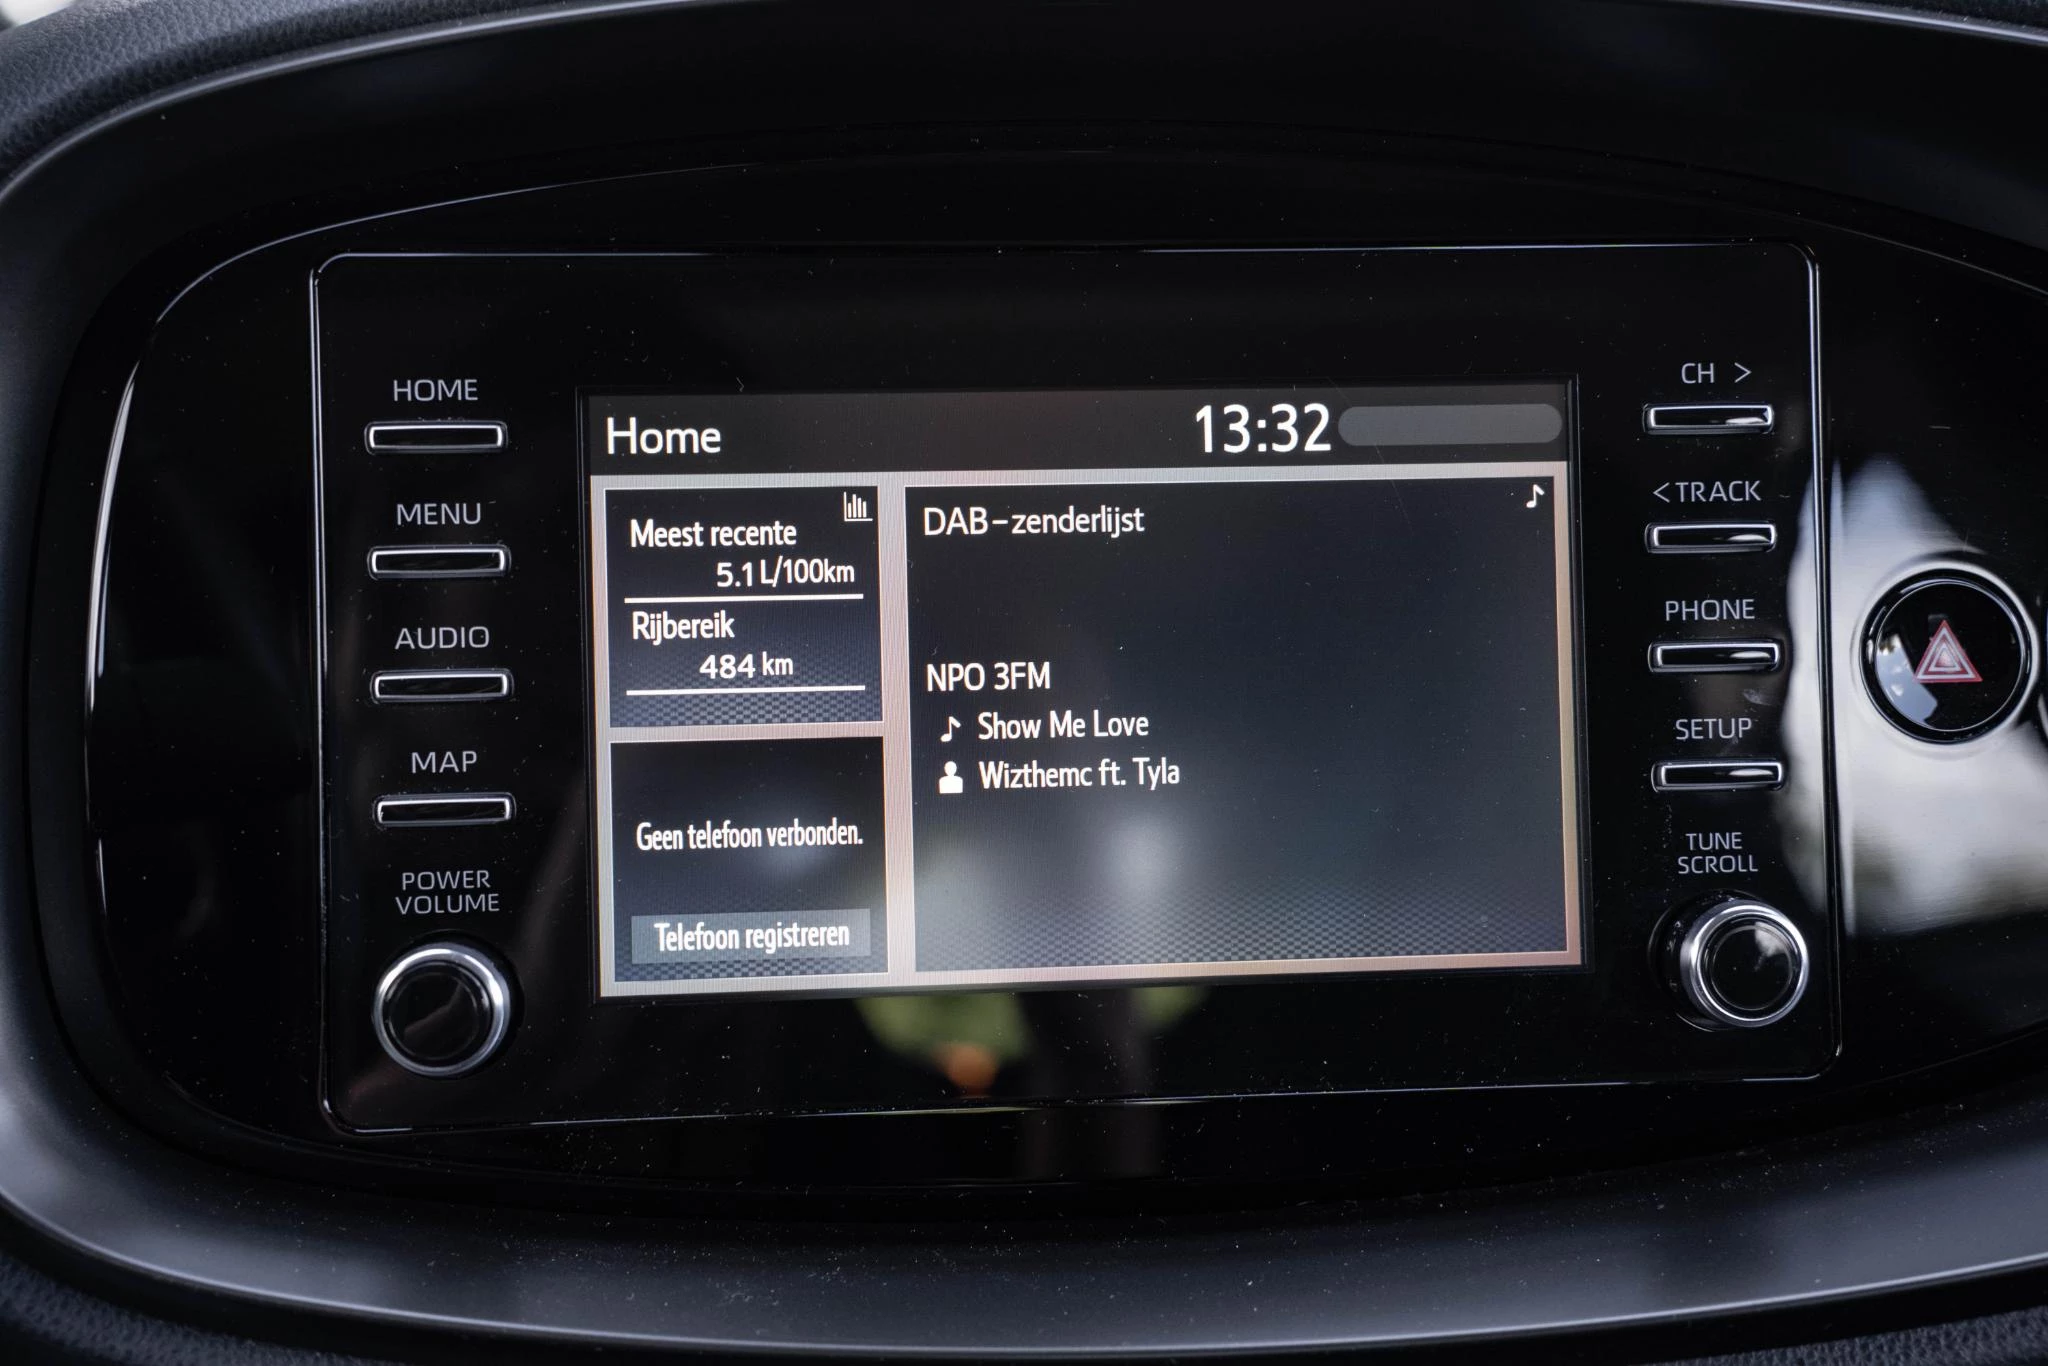 HOME
MENU
AUDIO
MAP
POWER
VOLUME
Home
13:32
Meest recente
5.1 L/100km
Rijbereik
484 km
Geen telefoon verbonden.
Telefoon registreren
DAB-zenderlijst
NPO 3FM
Show Me Love
Wizthemc ft. Tyla
CH >
< TRACK
PHONE
SETUP
TUNE
SCROLL